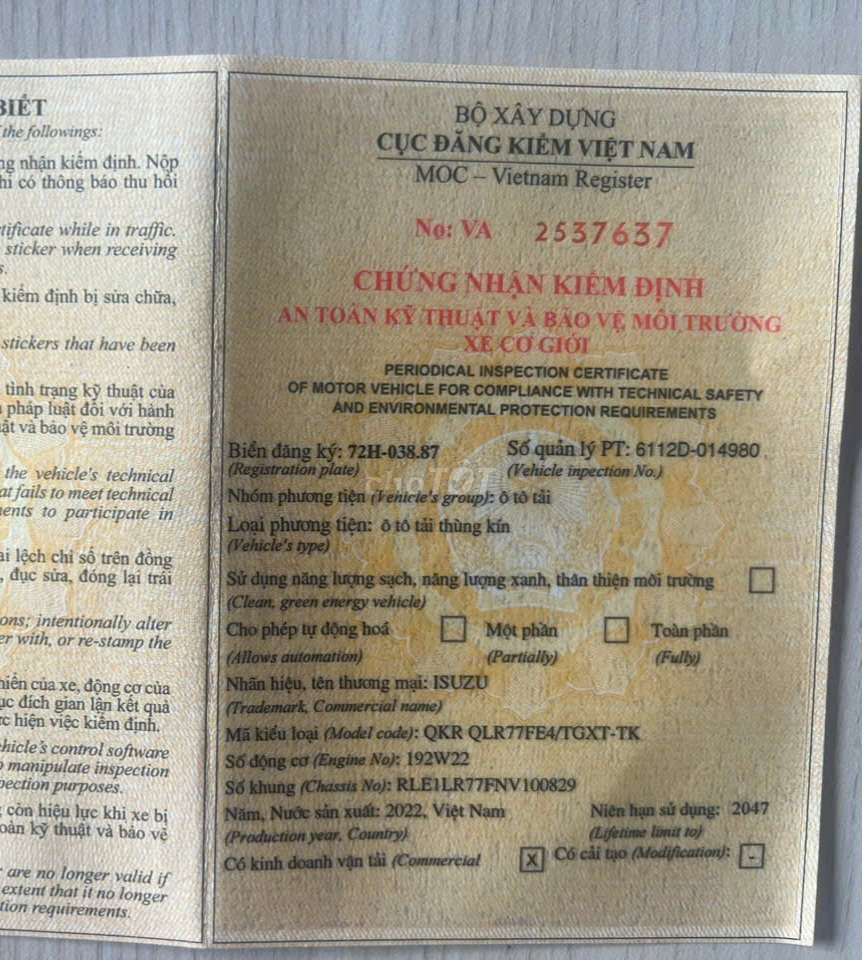 BIẾT
the followings:
ng nhận kiểm định. Nộp
hi có thông báo thu hồi
tificate while in traffic.
sticker when receiving
s.
kiểm định bị sửa chữa,
stickers that have been
tình trạng kỹ thuật của
pháp luật đối với hành
uật và bảo vệ môi trường
the vehicle's technical
at fails to meet technical
ents to participate in
ai lệch chỉ số trên đồng
, đục sửa, đóng lại trái
ons; intentionally alter
er with, or re-stamp the
hiển của xe, động cơ của
ục đích gian lận kết quả
rc hiện việc kiểm định.
ehicle's control software
o manipulate inspection
pection purposes.
còn hiệu lực khi xe bị
oàn kỹ thuật và bảo vệ
are no longer valid if
extent that it no longer
tion requirements.
BỘ XÂY DỰNG
CỤC ĐĂNG KIỂM VIỆT NAM
MOC – Vietnam Register
Nọ: VA 2537637
CHỨNG NHẬN KIỂM ĐỊNH
AN TOÀN KỸ THUẬT VÀ BẢO VỆ MÔI TRƯỜNG
XE CƠ GIỚI
PERIODICAL INSPECTION CERTIFICATE
OF MOTOR VEHICLE FOR COMPLIANCE WITH TECHNICAL SAFETY
AND ENVIRONMENTAL PROTECTION REQUIREMENTS
Biển đăng ký: 72H-038.87 Số quản lý PT: 6112D-014980
(Registration plate) (Vehicle inpection No.)
choTỐT
Nhóm phương tiện (Vehicle's group): ô tô tải
Loại phương tiện: ô tô tải thùng kín
(Vehicle's type)
Sử dụng năng lượng sạch, năng lượng xanh, thân thiện môi trường
(Clean, green energy vehicle)
Cho phép tự động hoá Một phần Toàn phần
(Allows automation) (Partially) (Fully)
Nhãn hiệu, tên thương mại: ISUZU
(Trademark, Commercial name)
Mã kiểu loại (Model code): QKR QLR77FE4/TGXT-TK
Số động cơ (Engine No): 192W22
Số khung (Chassis No): RLE1LR77FNV100829
Năm, Nước sản xuất: 2022, Việt Nam Niên hạn sử dụng: 2047
(Production year, Country) (Lifetime limit to)
Có kinh doanh vận tải (Commercial X Có cải tạo (Modification): -